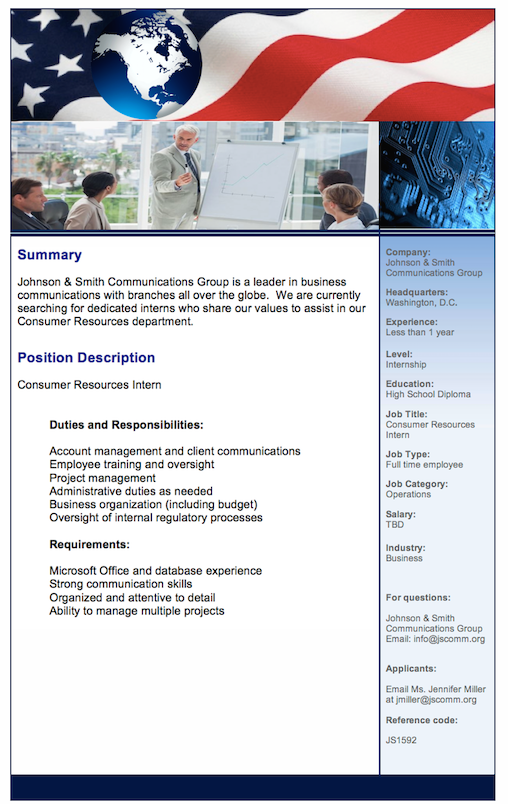 Summary
Johnson & Smith Communications Group is a leader in business
communications with branches all over the globe.  We are currently
searching for dedicated interns who share our values to assist in our
Consumer Resources department.
Position Description
Consumer Resources Intern
Duties and Responsibilities:
Account management and client communications
Employee training and oversight
Project management
Administrative duties as needed
Business organization (including budget)
Oversight of internal regulatory processes
Requirements:
Microsoft Office and database experience
Strong communication skills
Organized and attentive to detail
Ability to manage multiple projects
Company:
Johnson & Smith
Communications Group
Headquarters:
Washington, D.C.
Experience:
Less than 1 year
Level:
Internship
Education:
High School Diploma
Job Title:
Consumer Resources
Intern
Job Type:
Full time employee
Job Category:
Operations
Salary:
TBD
Industry:
Business
For questions:
Johnson & Smith
Communications Group
Email: info@jscomm.org
Applicants:
Email Ms. Jennifer Miller
at jmiller@jscomm.org
Reference code:
JS1592